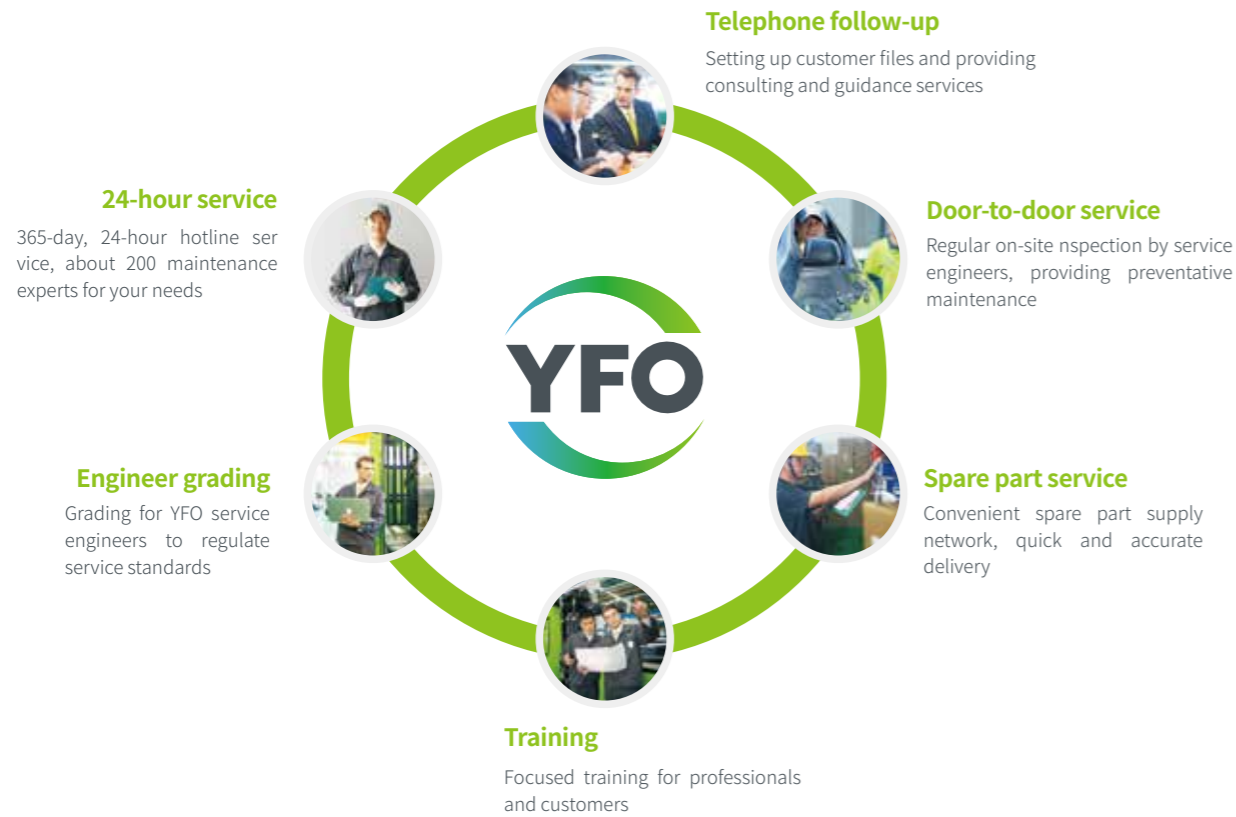 Telephone follow-up
Setting up customer files and providing
consulting and guidance services
24-hour service
365-day, 24-hour hotline ser
vice, about 200 maintenance
experts for your needs
Door-to-door service
Regular on-site nspection by service
engineers, providing preventative
maintenance
YFO
Engineer grading
Grading for YFO service
engineers to regulate
service standards
Spare part service
Convenient spare part supply
network, quick and accurate
delivery
Training
Focused training for professionals
and customers